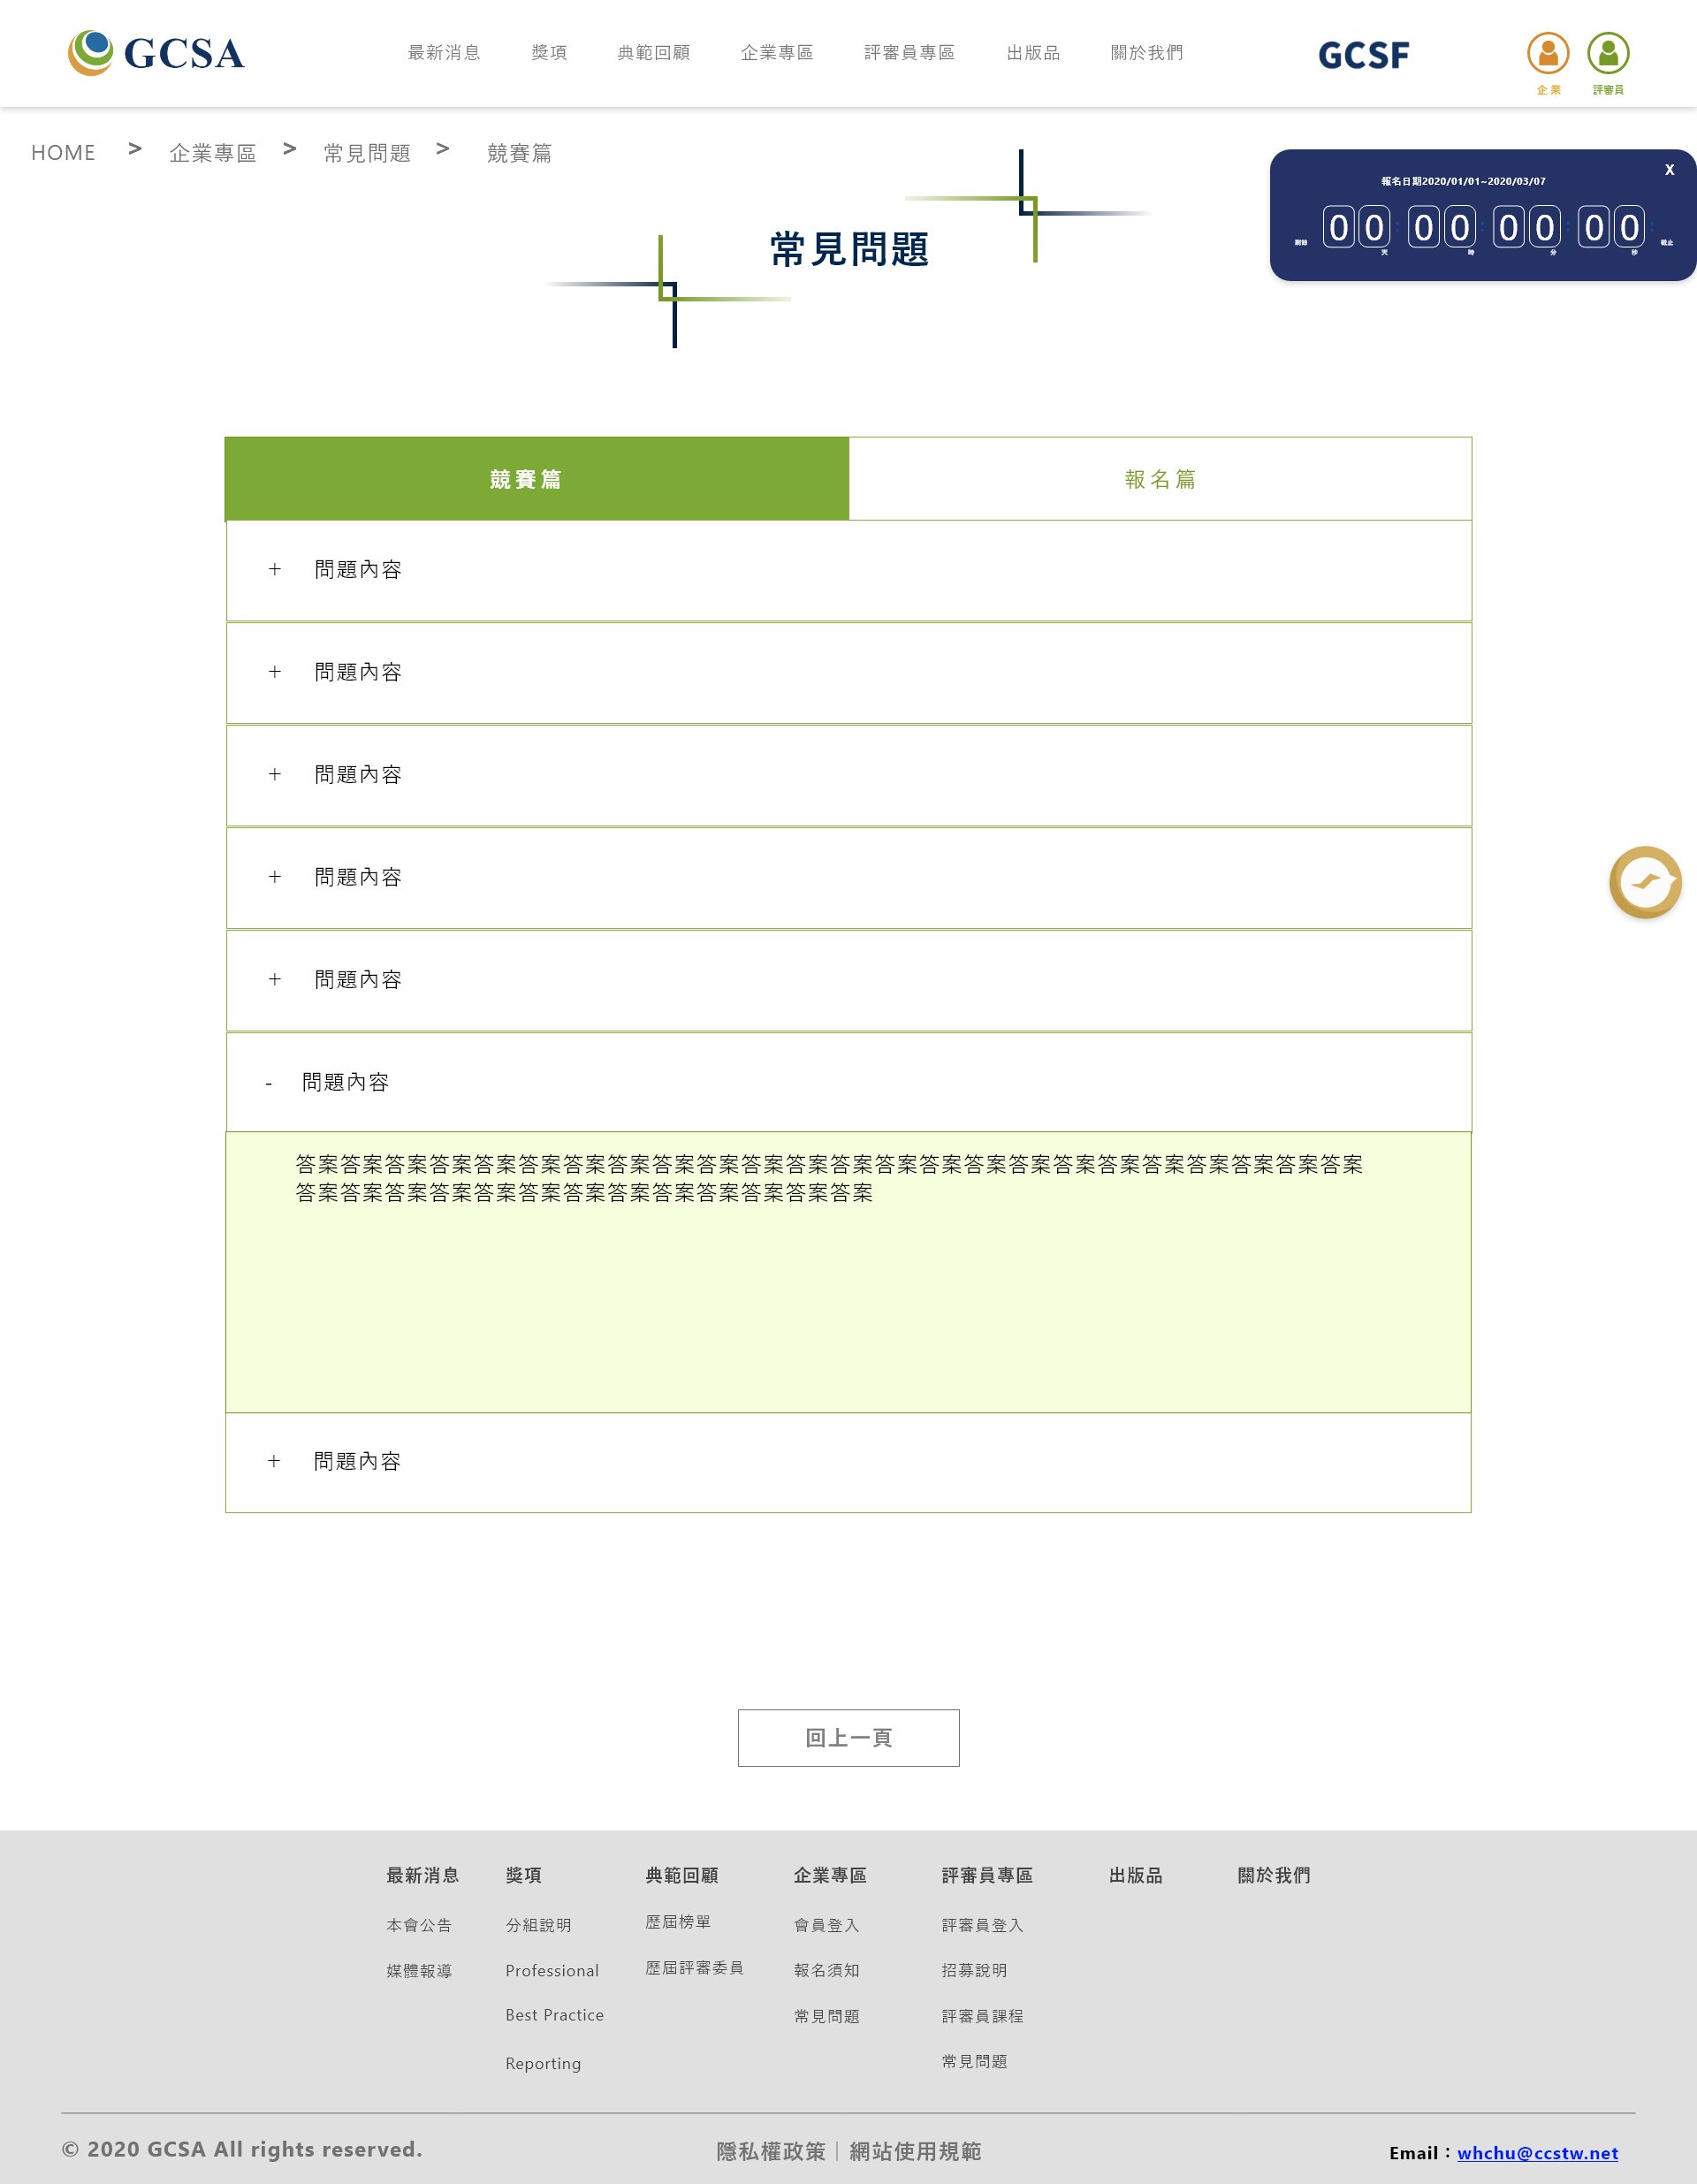 GCSA
最新消息 獎項 典範回顧 企業專區 評審員專區 出版品 關於我們
GCSF
企業 評審員
HOME > 企業專區 > 常見問題 > 競賽篇
常見問題
X
報名日期2020/01/01~2020/03/07
剩餘 00天 : 00時 : 00分 : 00秒 : 截止
競賽篇 報名篇
+ 問題內容
+ 問題內容
+ 問題內容
+ 問題內容
+ 問題內容
- 問題內容
答案答案答案答案答案答案答案答案答案答案答案答案答案答案答案答案答案答案答案答案答案答案答案答案
答案答案答案答案答案答案答案答案答案答案答案答案答案
+ 問題內容
回上一頁
最新消息 獎項 典範回顧 企業專區 評審員專區 出版品 關於我們
本會公告 分組說明 歷屆榜單 會員登入 評審員登入
媒體報導 Professional 歷屆評審委員 報名須知 招募說明
Best Practice 常見問題 評審員課程
Reporting 常見問題
© 2020 GCSA All rights reserved.
隱私權政策｜網站使用規範
Email：whchu@ccstw.net